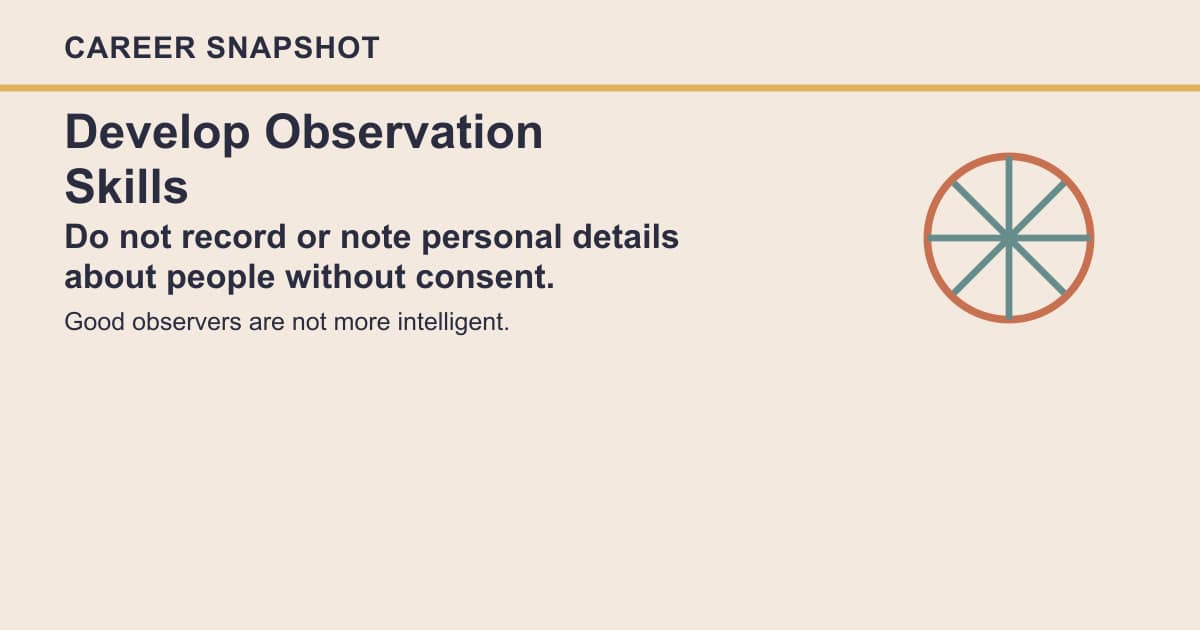 CAREER SNAPSHOT
Develop Observation
Skills
Do not record or note personal details
about people without consent.
Good observers are not more intelligent.